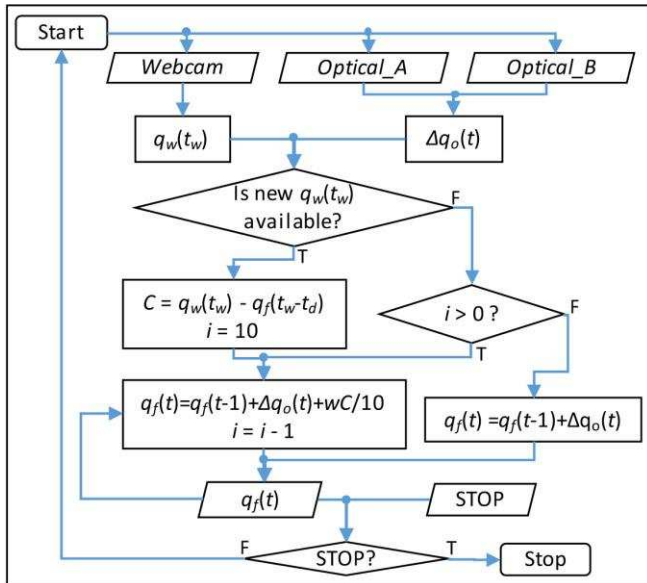 Start
Webcam
Optical_A
Optical_B
q_w(t_w)
Δq_o(t)
Is new q_w(t_w)
available?
F
T
C = q_w(t_w) - q_f(t_w-t_d)
i = 10
i > 0 ?
F
T
q_f(t)=q_f(t-1)+Δq_o(t)+wC/10
i = i - 1
q_f(t) =q_f(t-1)+Δq_o(t)
q_f(t)
STOP
F
STOP?
T
Stop